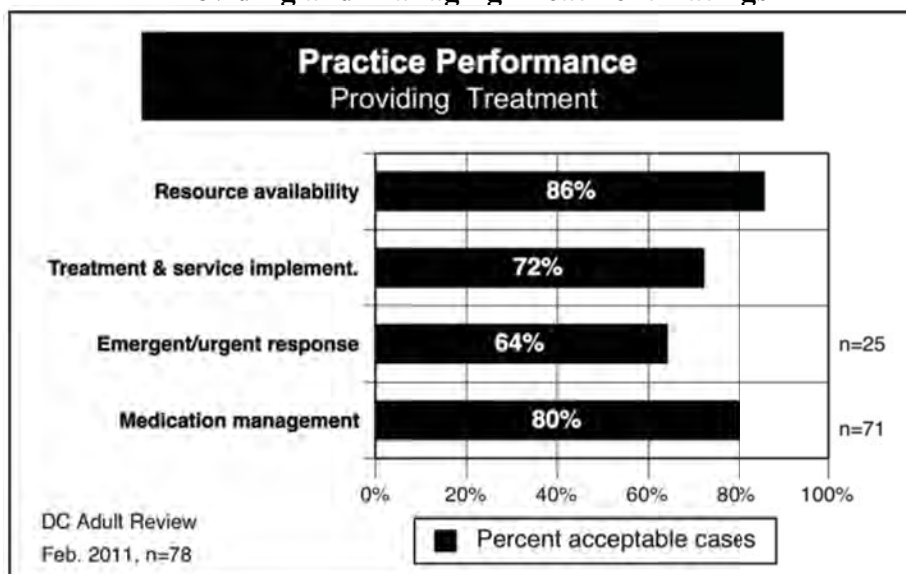 Practice Performance
Providing Treatment
Resource availability
86%
Treatment & service implement.
72%
Emergent/urgent response
64%
n=25
Medication management
80%
n=71
0% 20% 40% 60% 80% 100%
DC Adult Review
Feb. 2011, n=78
Percent acceptable cases